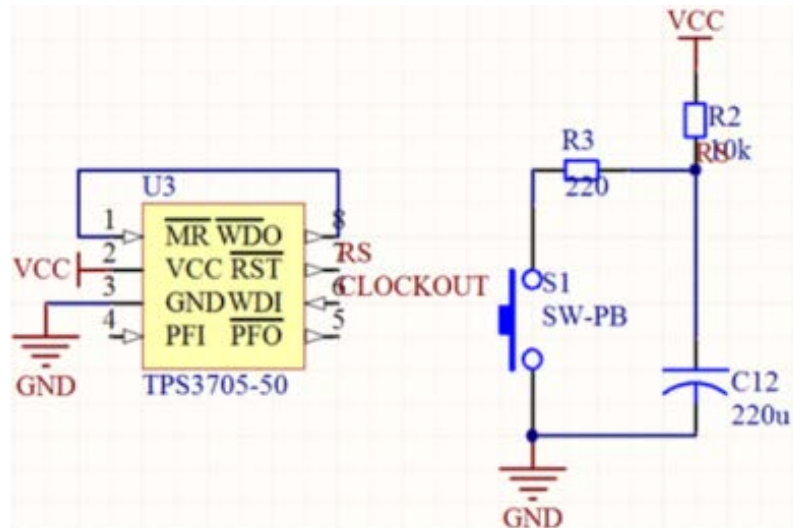 VCC
R2
10k
RS
R3
220
U3
1
MR
WDO
8
VCC
2
VCC
RST
7
RS
3
GND
WDI
6
CLOCKOUT
4
PFI
PFO
5
GND
TPS3705-50
S1
SW-PB
C12
220u
GND